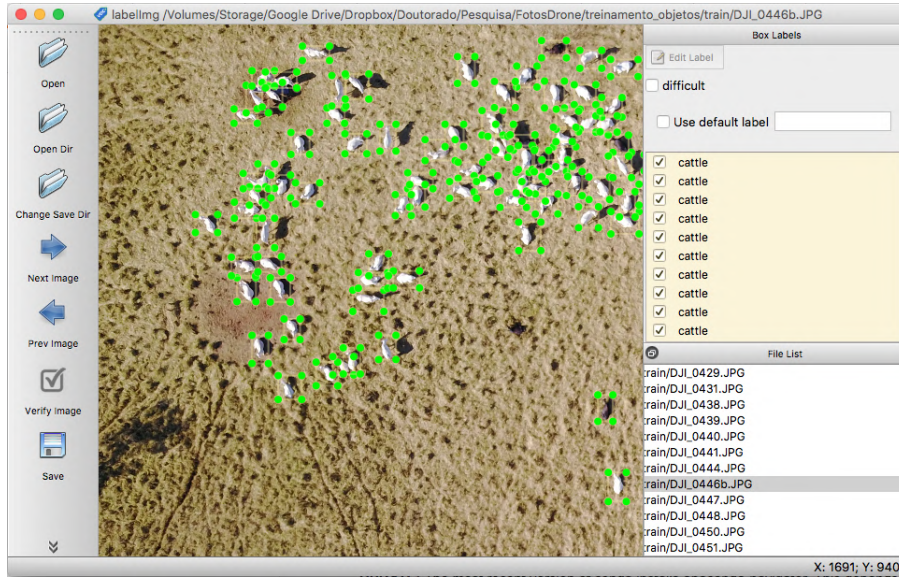 labelImg /Volumes/Storage/Google Drive/Dropbox/Doutorado/Pesquisa/FotosDrone/treinamento_objetos/train/DJI_0446b.JPG
Open
Open Dir
Change Save Dir
Next Image
Prev Image
Verify Image
Save
Box Labels
Edit Label
difficult
Use default label
cattle
cattle
cattle
cattle
cattle
cattle
cattle
cattle
cattle
cattle
File List
train/DJI_0429.JPG
train/DJI_0431.JPG
train/DJI_0438.JPG
train/DJI_0439.JPG
train/DJI_0440.JPG
train/DJI_0441.JPG
train/DJI_0444.JPG
train/DJI_0446b.JPG
train/DJI_0447.JPG
train/DJI_0448.JPG
train/DJI_0450.JPG
train/DJI_0451.JPG
X: 1691; Y: 940